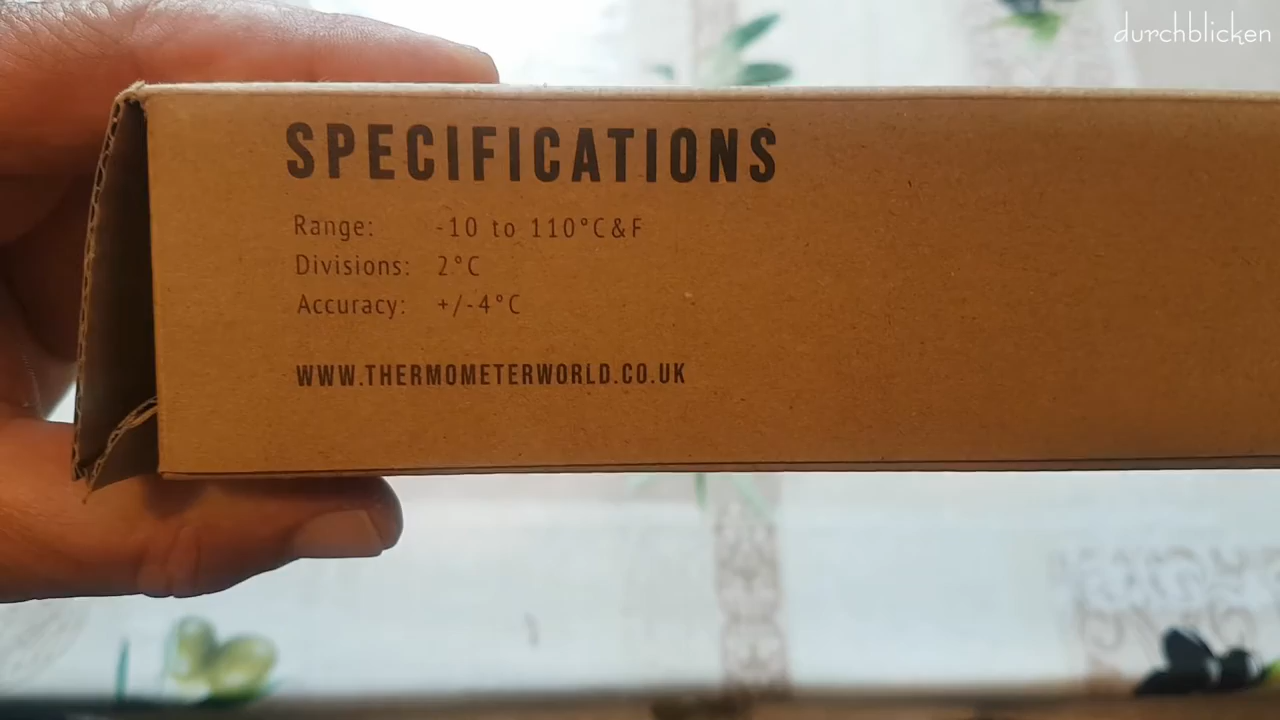 durchblicken
SPECIFICATIONS
Range: -10 to 110°C&F
Divisions: 2°C
Accuracy: +/-4°C
WWW.THERMOMETERWORLD.CO.UK